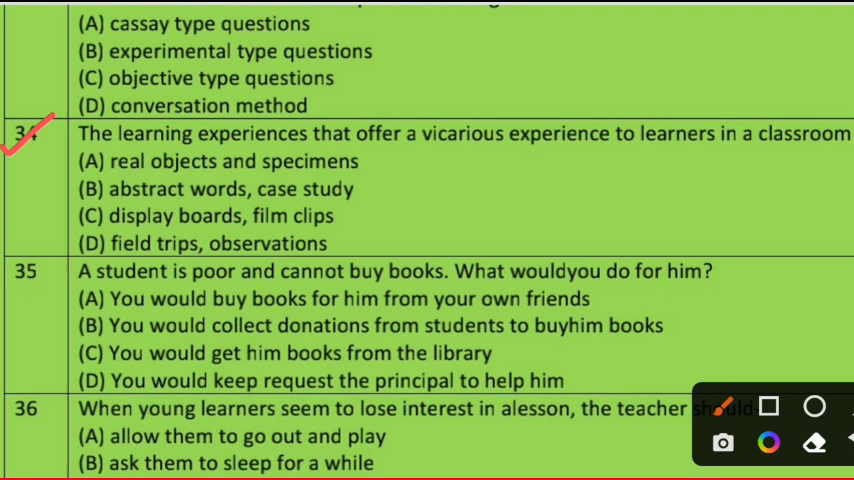 (A) cassay type questions
(B) experimental type questions
(C) objective type questions
(D) conversation method
34 The learning experiences that offer a vicarious experience to learners in a classroom
(A) real objects and specimens
(B) abstract words, case study
(C) display boards, film clips
(D) field trips, observations
35 A student is poor and cannot buy books. What wouldyou do for him?
(A) You would buy books for him from your own friends
(B) You would collect donations from students to buyhim books
(C) You would get him books from the library
(D) You would keep request the principal to help him
36 When young learners seem to lose interest in alesson, the teacher should
(A) allow them to go out and play
(B) ask them to sleep for a while